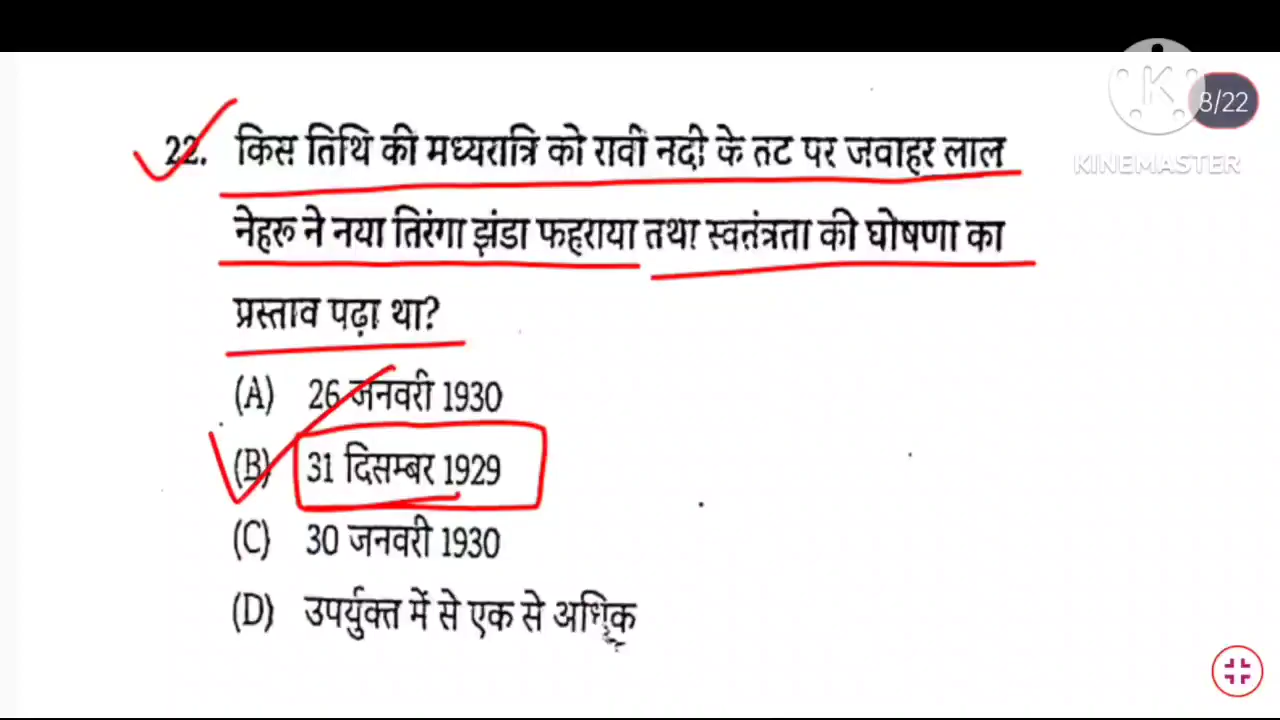 8/22
KINEMASTER
22. किस तिथि की मध्यरात्रि को रावी नदी के तट पर जवाहर लाल
नेहरू ने नया तिरंगा झंडा फहराया तथा स्वतंत्रता की घोषणा का
प्रस्ताव पढ़ा था?
(A) 26 जनवरी 1930
(B) 31 दिसम्बर 1929
(C) 30 जनवरी 1930
(D) उपर्युक्त में से एक से अधिक